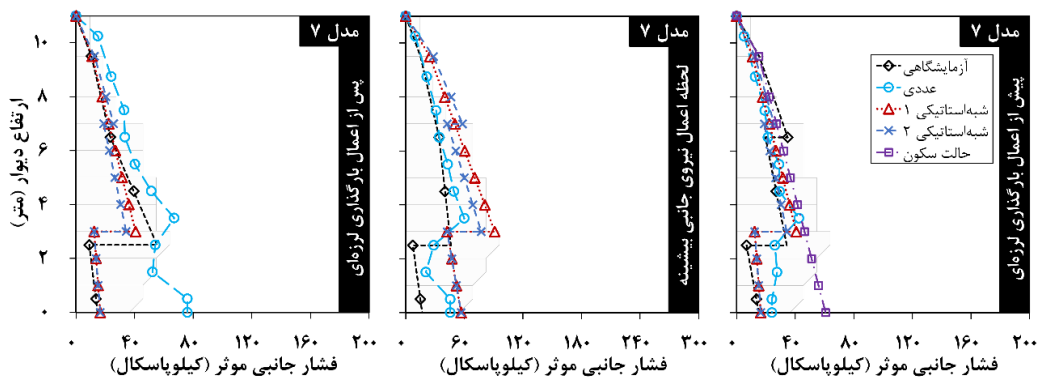 مدل ۷
پیش از اعمال بارگذاری لرزه‌ای
آزمایشگاهی
عددی
شبه‌استاتیکی ۱
شبه‌استاتیکی ۲
حالت سکون
۰ ۴۰ ۸۰ ۱۲۰ ۱۶۰ ۲۰۰
فشار جانبی موثر (کیلوپاسکال)
مدل ۷
لحظه اعمال نیروی جانبی بیشینه
۰ ۶۰ ۱۲۰ ۱۸۰ ۲۴۰ ۳۰۰
فشار جانبی موثر (کیلوپاسکال)
مدل ۷
پس از اعمال بارگذاری لرزه‌ای
ارتفاع دیوار (متر)
۱۰
۸
۶
۴
۲
۰
۰ ۴۰ ۸۰ ۱۲۰ ۱۶۰ ۲۰۰
فشار جانبی موثر (کیلوپاسکال)